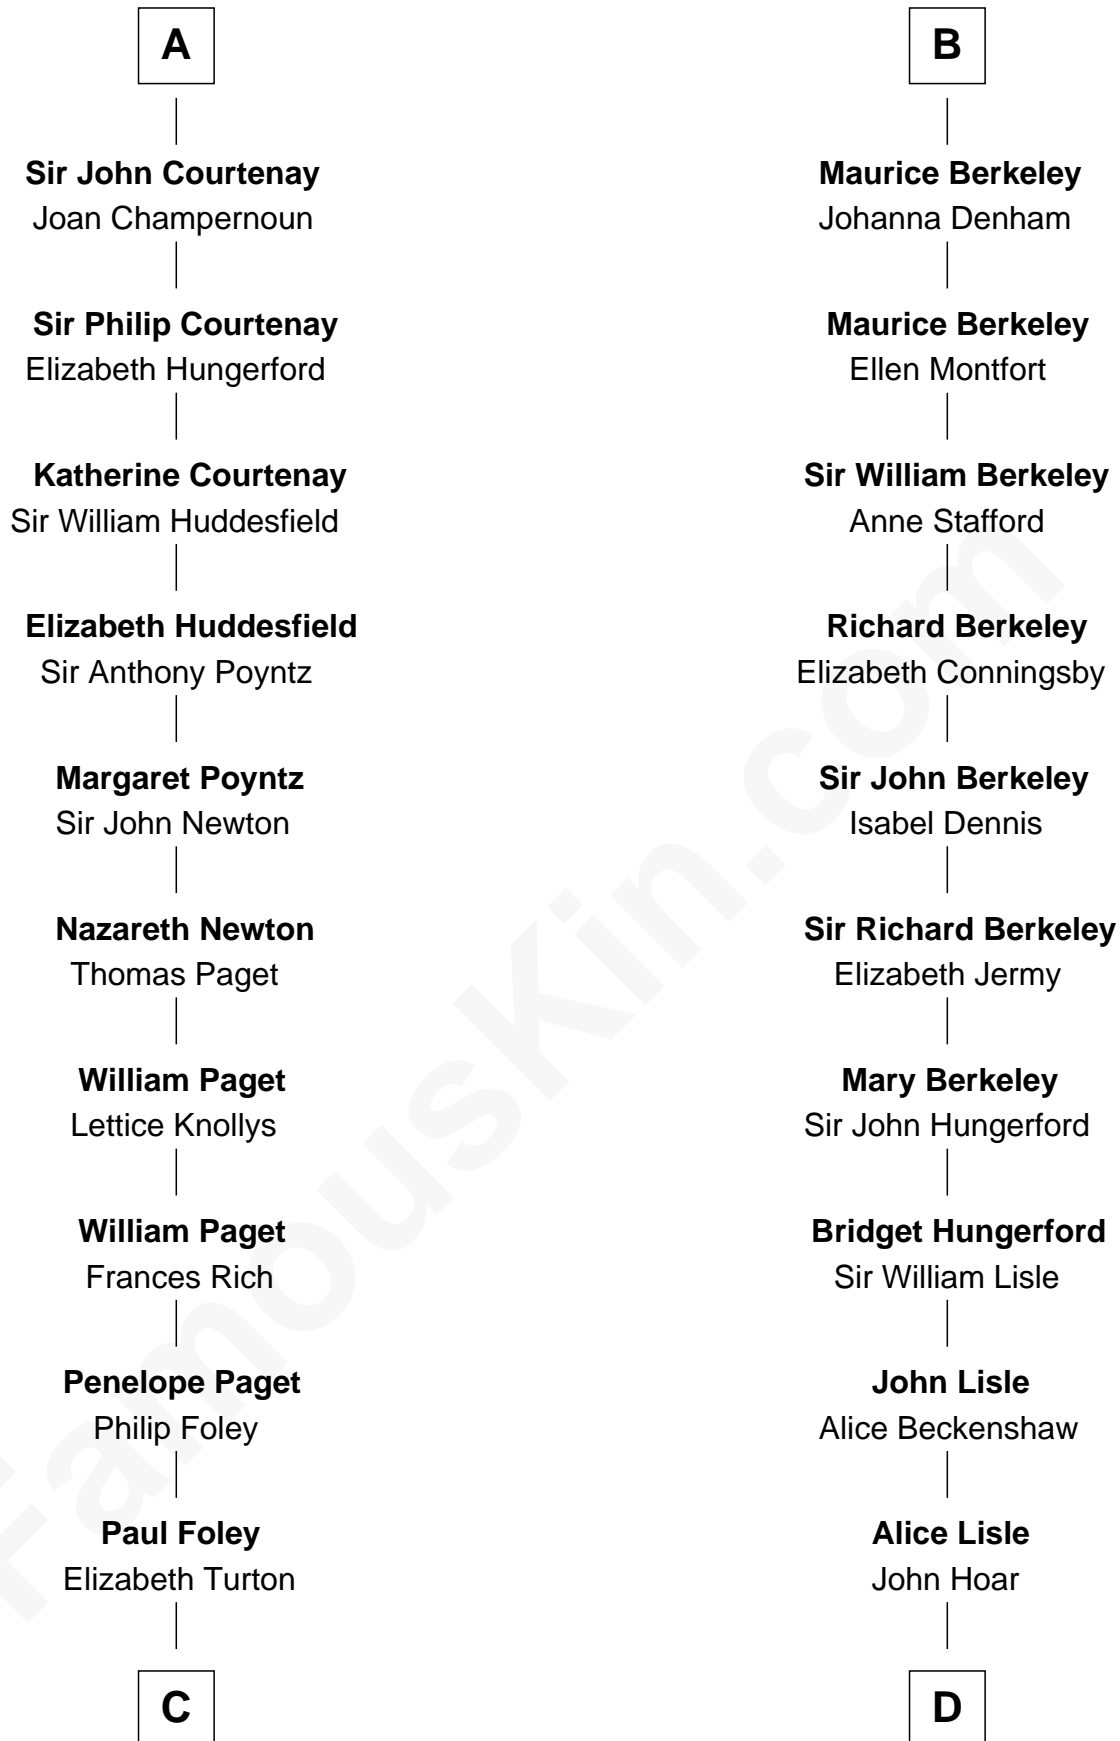 A
Sir John Courtenay
Joan Champernoun
Sir Philip Courtenay
Elizabeth Hungerford
Katherine Courtenay
Sir William Huddesfield
Elizabeth Huddesfield
Sir Anthony Poyntz
Margaret Poyntz
Sir John Newton
Nazareth Newton
Thomas Paget
William Paget
Lettice Knollys
William Paget
Frances Rich
Penelope Paget
Philip Foley
Paul Foley
Elizabeth Turton
C
B
Maurice Berkeley
Johanna Denham
Maurice Berkeley
Ellen Montfort
Sir William Berkeley
Anne Stafford
Richard Berkeley
Elizabeth Conningsby
Sir John Berkeley
Isabel Dennis
Sir Richard Berkeley
Elizabeth Jermy
Mary Berkeley
Sir John Hungerford
Bridget Hungerford
Sir William Lisle
John Lisle
Alice Beckenshaw
Alice Lisle
John Hoar
D
FamousKin.com